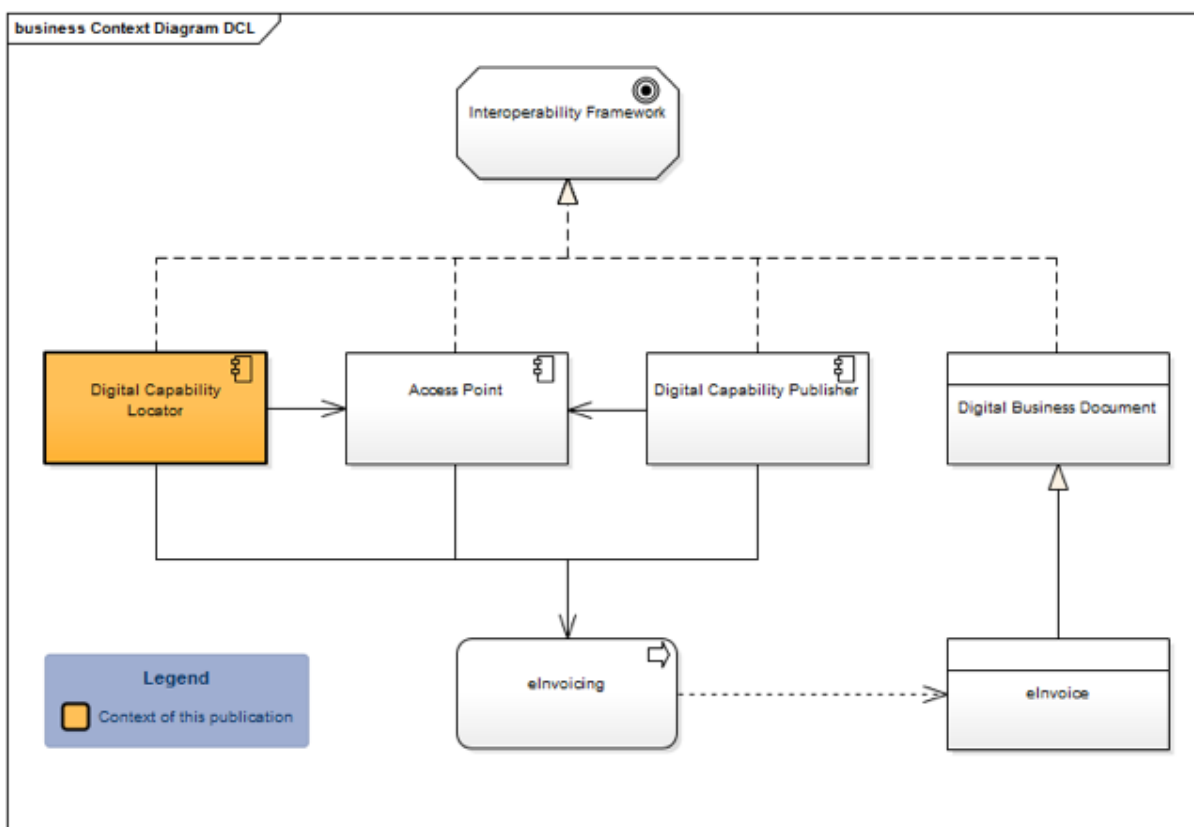 business Context Diagram DCL
Interoperability Framework
Digital Capability
Locator
Access Point
Digital Capability Publisher
Digital Business Document
Legend
Context of this publication
eInvoicing
eInvoice